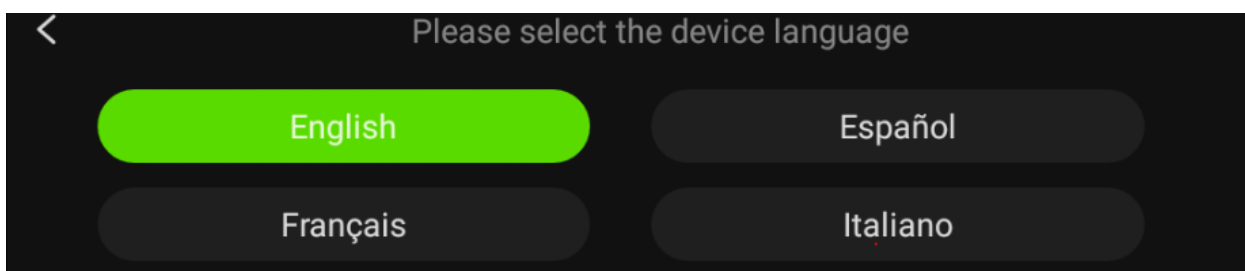 Please select the device language
English
Español
Français
Italiano